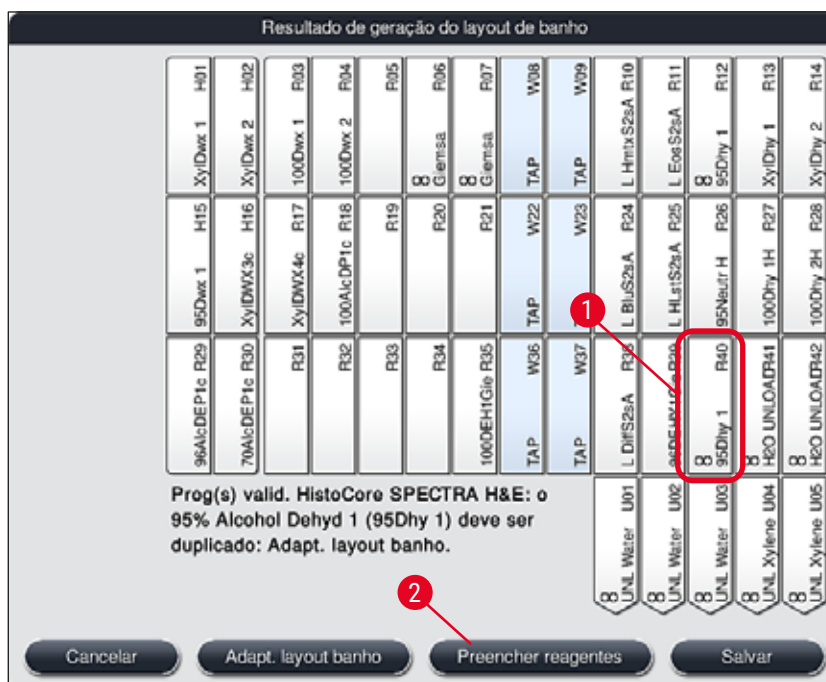 Resultado de geração do layout de banho
XylDwx 1 H01
XylDwx 2 H02
100Dwx 1 R03
100Dwx 2 R04
R05
∞ Giemsa R06
∞ Giemsa R07
TAP W08
TAP W09
L HmtxS2sA R10
L EosS2sA R11
∞ 95Dhy 1 R12
XylDhy 1 R13
XylDhy 2 R14
95Dwx 1 H15
XylDWX3c H16
XylDWX4c R17
100AlcDP1c R18
R19
R20
R21
TAP W22
TAP W23
L BluS2sA R24
L HLstS2sA R25
95Neutr H R26
100Dhy 1H R27
100Dhy 2H R28
1
96AlcDEP1c R29
70AlcDEP1c R30
R31
R32
R33
R34
100DEH1Gie R35
TAP W36
TAP W37
L DiffS2sA R38
R39
∞ 95Dhy 1 R40
∞ H2O UNLOADR41
∞ H2O UNLOADR42
Prog(s) valid. HistoCore SPECTRA H&E: o
95% Alcohol Dehyd 1 (95Dhy 1) deve ser
duplicado: Adapt. layout banho.
∞ UNL Water U01
∞ UNL Water U02
∞ UNL Water U03
∞ UNL Xylene U04
∞ UNL Xylene U05
2
Cancelar
Adapt. layout banho
Preencher reagentes
Salvar